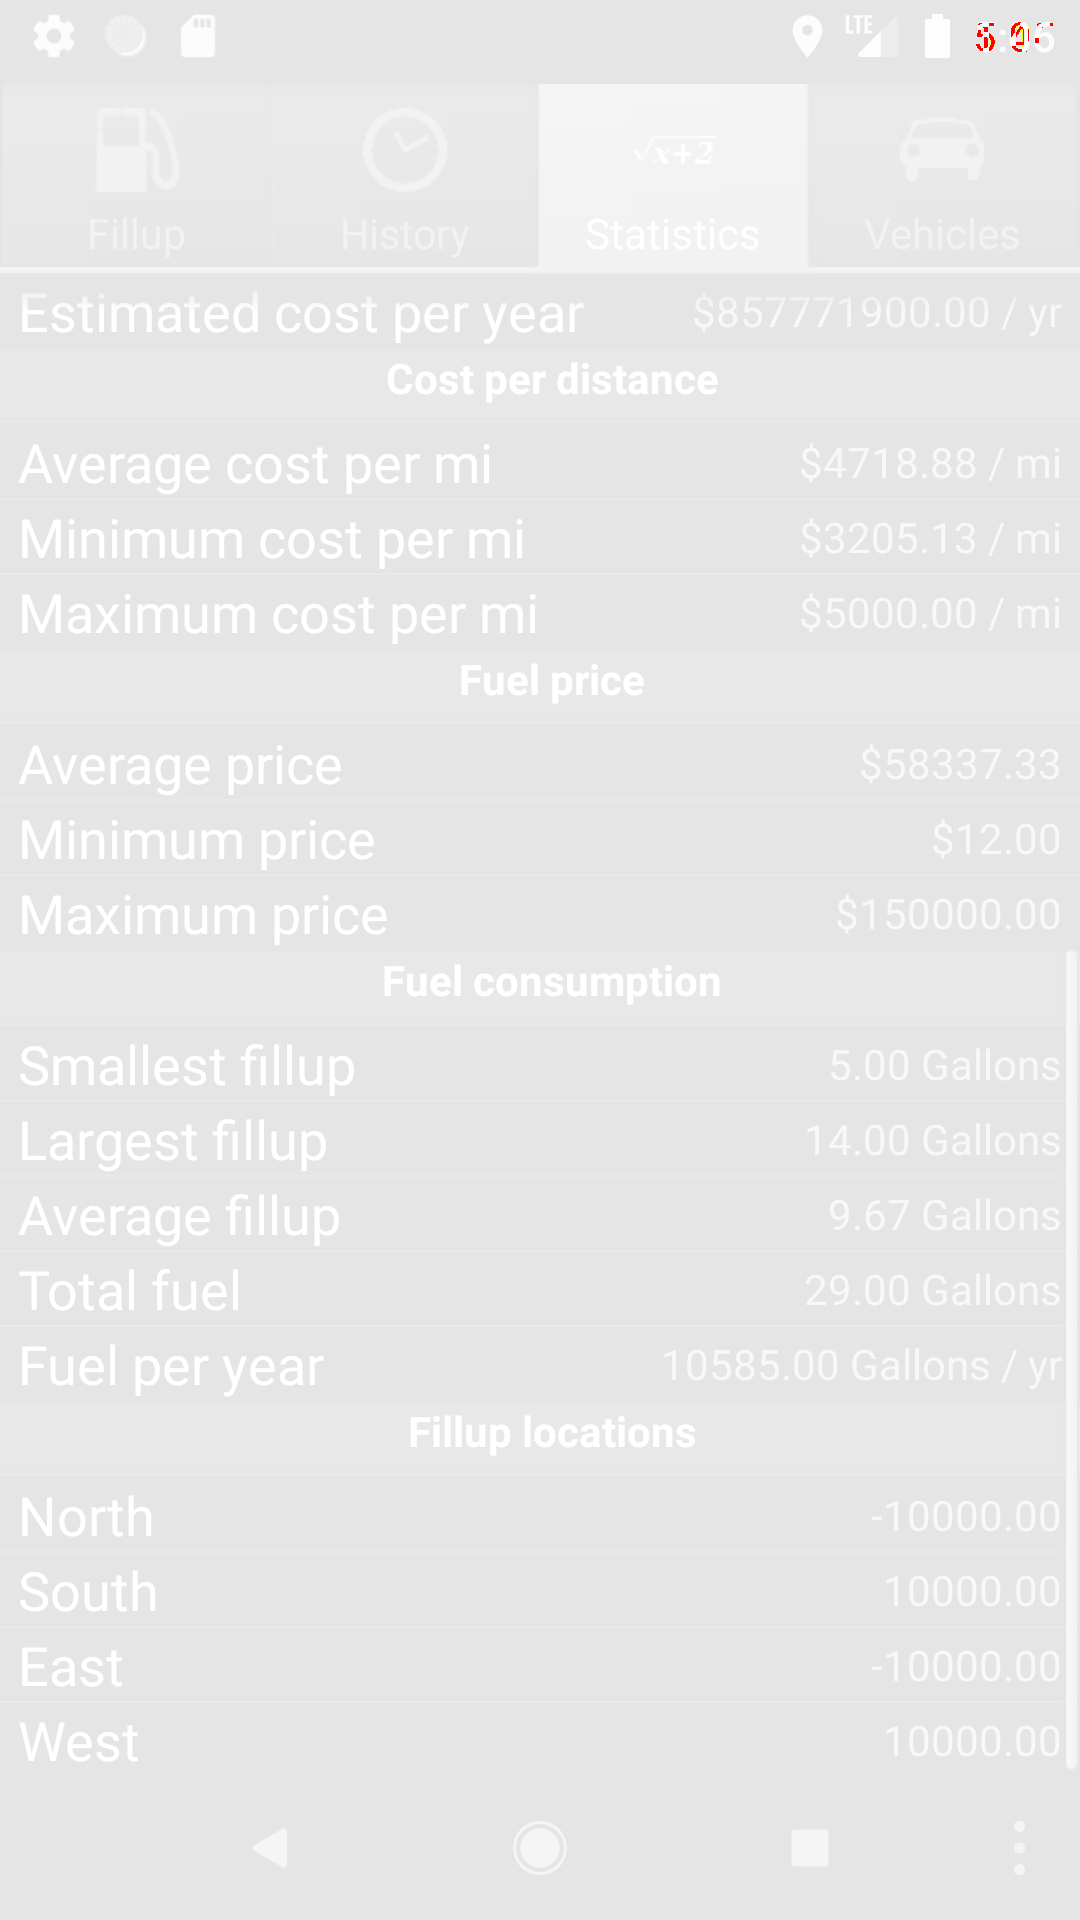 LTE
Fillup History √x+2 Statistics Vehicles
Estimated cost per year $857771900.00 / yr
Cost per distance
Average cost per mi $4718.88 / mi
Minimum cost per mi $3205.13 / mi
Maximum cost per mi $5000.00 / mi
Fuel price
Average price $58337.33
Minimum price $12.00
Maximum price $150000.00
Fuel consumption
Smallest fillup 5.00 Gallons
Largest fillup 14.00 Gallons
Average fillup 9.67 Gallons
Total fuel 29.00 Gallons
Fuel per year 10585.00 Gallons / yr
Fillup locations
North -10000.00
South 10000.00
East -10000.00
West 10000.00